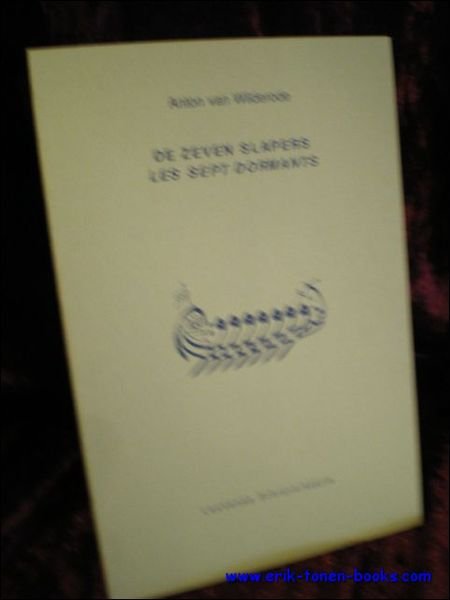 Anton van Wilderode
DE ZEVEN SLAPERS
LES SEPT DORMANTS
www.erik-tonen-books.com